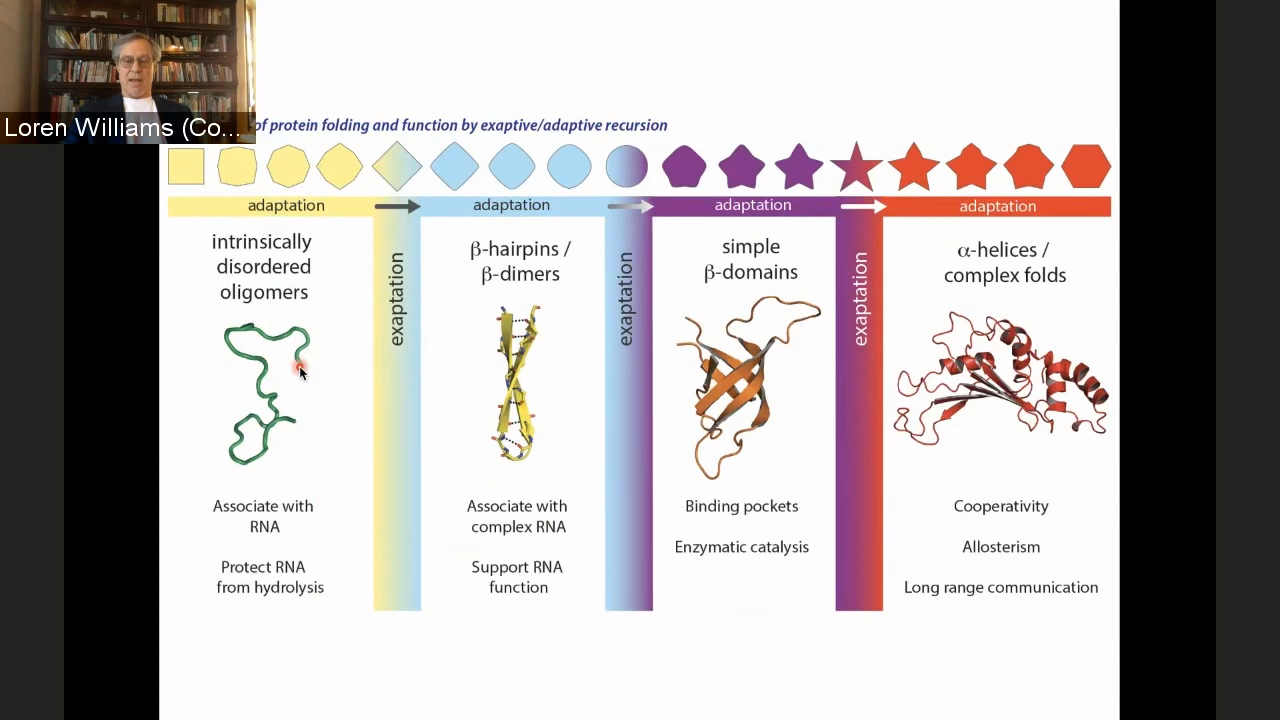 Loren Williams (Co...
of protein folding and function by exaptive/adaptive recursion
adaptation
adaptation
adaptation
adaptation
intrinsically
disordered
oligomers
exaptation
β-hairpins /
β-dimers
exaptation
simple
β-domains
exaptation
α-helices /
complex folds
Associate with
RNA
Protect RNA
from hydrolysis
Associate with
complex RNA
Support RNA
function
Binding pockets
Enzymatic catalysis
Cooperativity
Allosterism
Long range communication